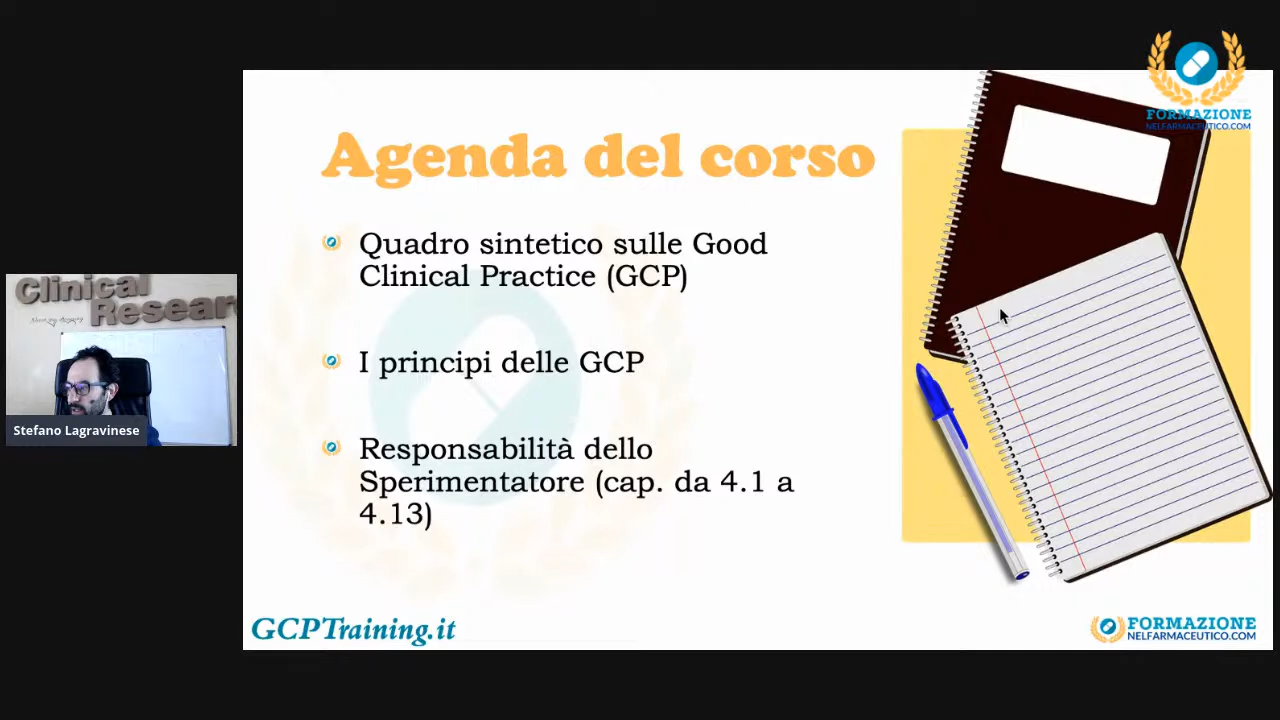 FORMAZIONE
NELFARMACEUTICO.COM
Agenda del corso
Quadro sintetico sulle Good
Clinical Practice (GCP)
I principi delle GCP
Responsabilità dello
Sperimentatore (cap. da 4.1 a
4.13)
Clinical
Research
Stefano Lagravinese
GCPTraining.it
FORMAZIONE
NELFARMACEUTICO.COM